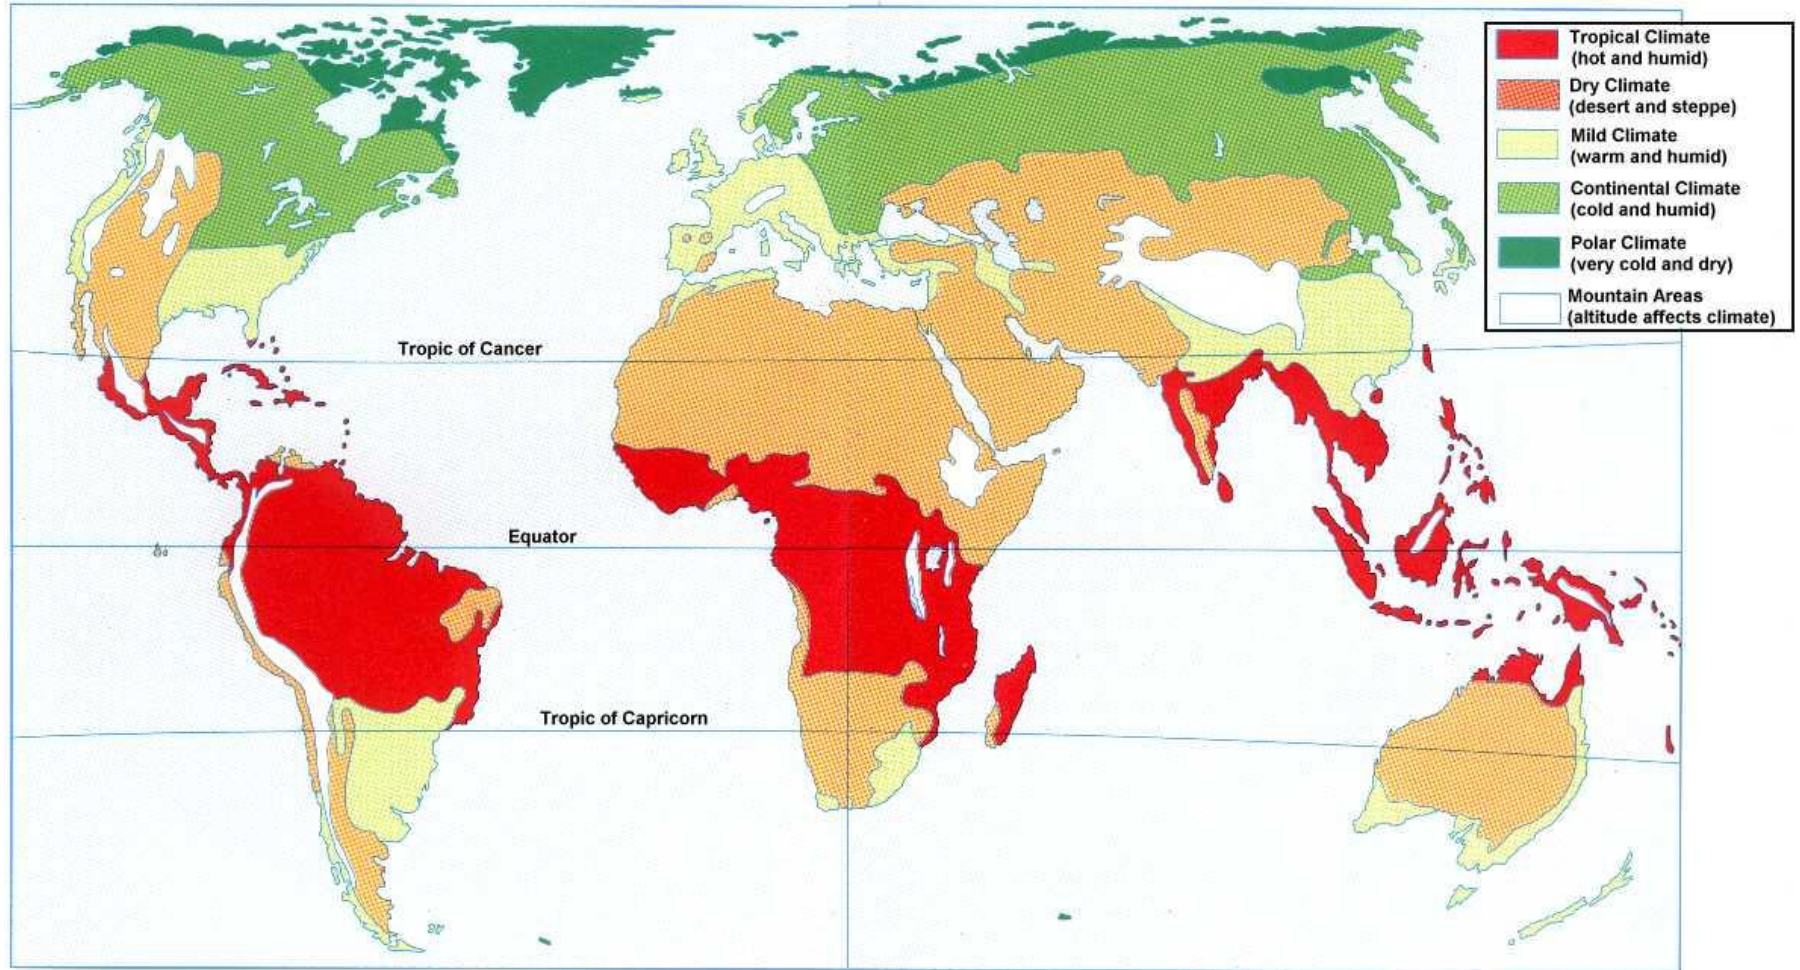 Tropical Climate
(hot and humid)
Dry Climate
(desert and steppe)
Mild Climate
(warm and humid)
Continental Climate
(cold and humid)
Polar Climate
(very cold and dry)
Mountain Areas
(altitude affects climate)
Tropic of Cancer
Equator
Tropic of Capricorn